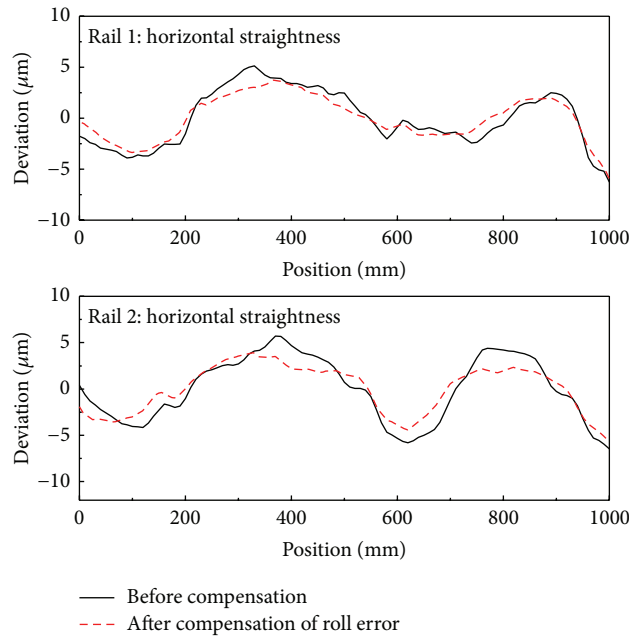 10
Rail 1: horizontal straightness
5
0
−5
−10
Deviation (μm)
0 200 400 600 800 1000
Position (mm)
10
Rail 2: horizontal straightness
5
0
−5
−10
Deviation (μm)
0 200 400 600 800 1000
Position (mm)
Before compensation
After compensation of roll error